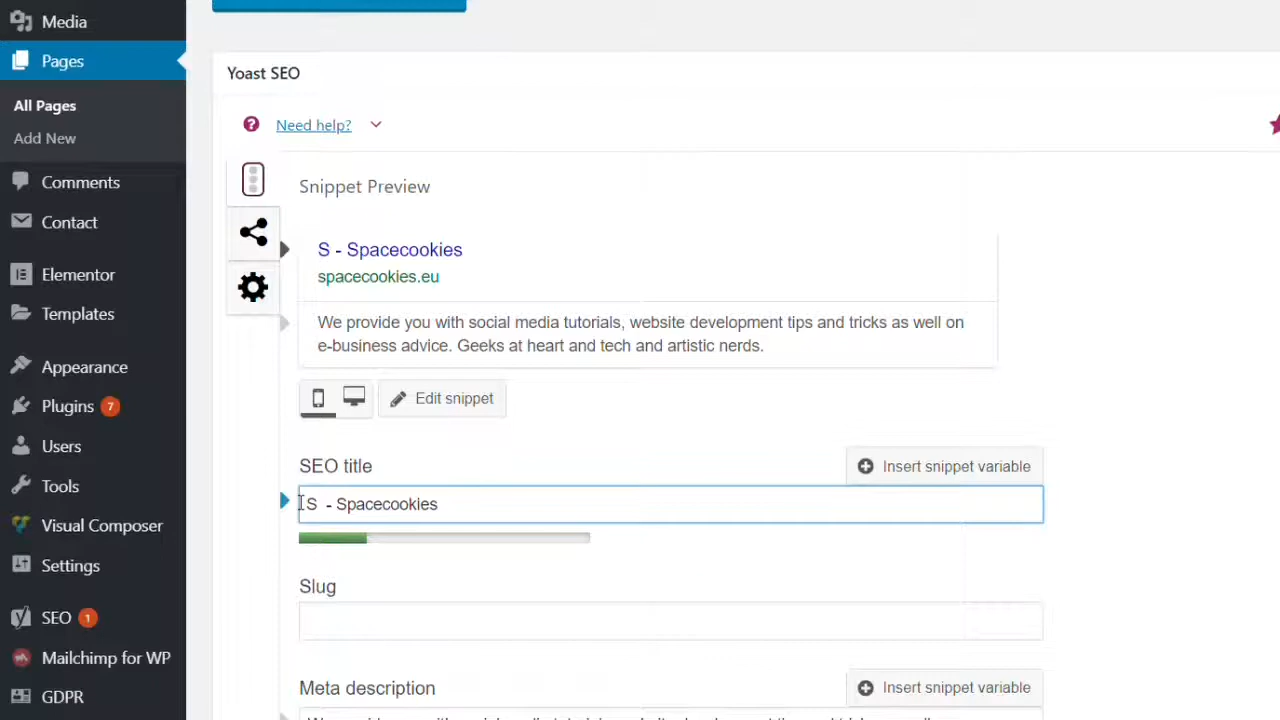 Media
Pages
All Pages
Add New
Comments
Contact
Elementor
Templates
Appearance
Plugins 7
Users
Tools
Visual Composer
Settings
SEO 1
Mailchimp for WP
GDPR
Yoast SEO
? Need help?
Snippet Preview
S - Spacecookies
spacecookies.eu
We provide you with social media tutorials, website development tips and tricks as well on
e-business advice. Geeks at heart and tech and artistic nerds.
Edit snippet
SEO title
Insert snippet variable
S - Spacecookies
Slug
Meta description
Insert snippet variable